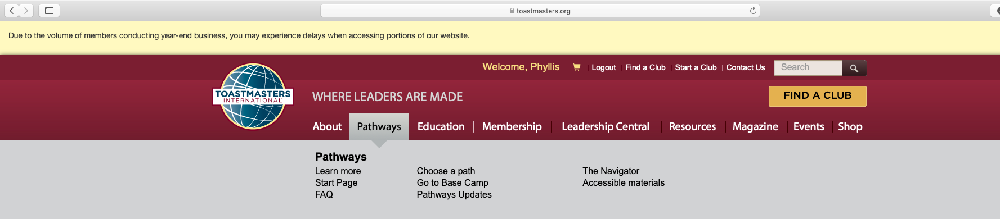 toastmasters.org
Due to the volume of members conducting year-end business, you may experience delays when accessing portions of our website.
Welcome, Phyllis Logout Find a Club Start a Club Contact Us Search
TOASTMASTERS
INTERNATIONAL
WHERE LEADERS ARE MADE
FIND A CLUB
About Pathways Education Membership Leadership Central Resources Magazine Events Shop
Pathways
Learn more Choose a path The Navigator
Start Page Go to Base Camp Accessible materials
FAQ Pathways Updates